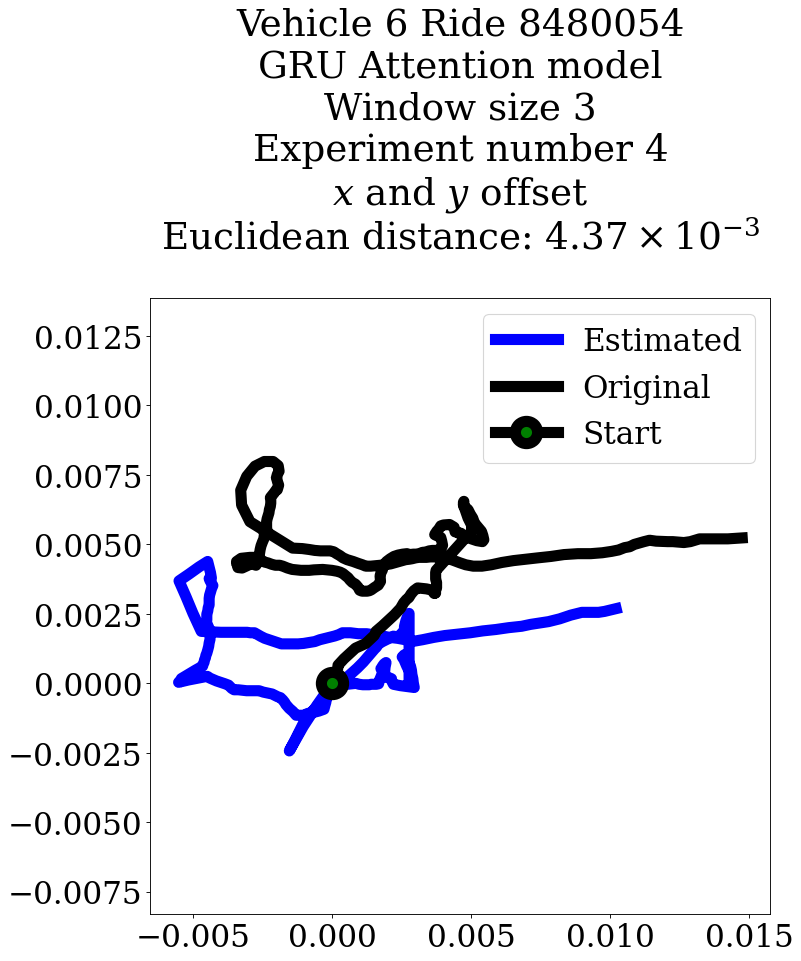 Vehicle 6 Ride 8480054
GRU Attention model
Window size 3
Experiment number 4
x and y offset
Euclidean distance: 4.37 × 10⁻³
Estimated
Original
Start
0.0125
0.0100
0.0075
0.0050
0.0025
0.0000
−0.0025
−0.0050
−0.0075
−0.005 0.000 0.005 0.010 0.015